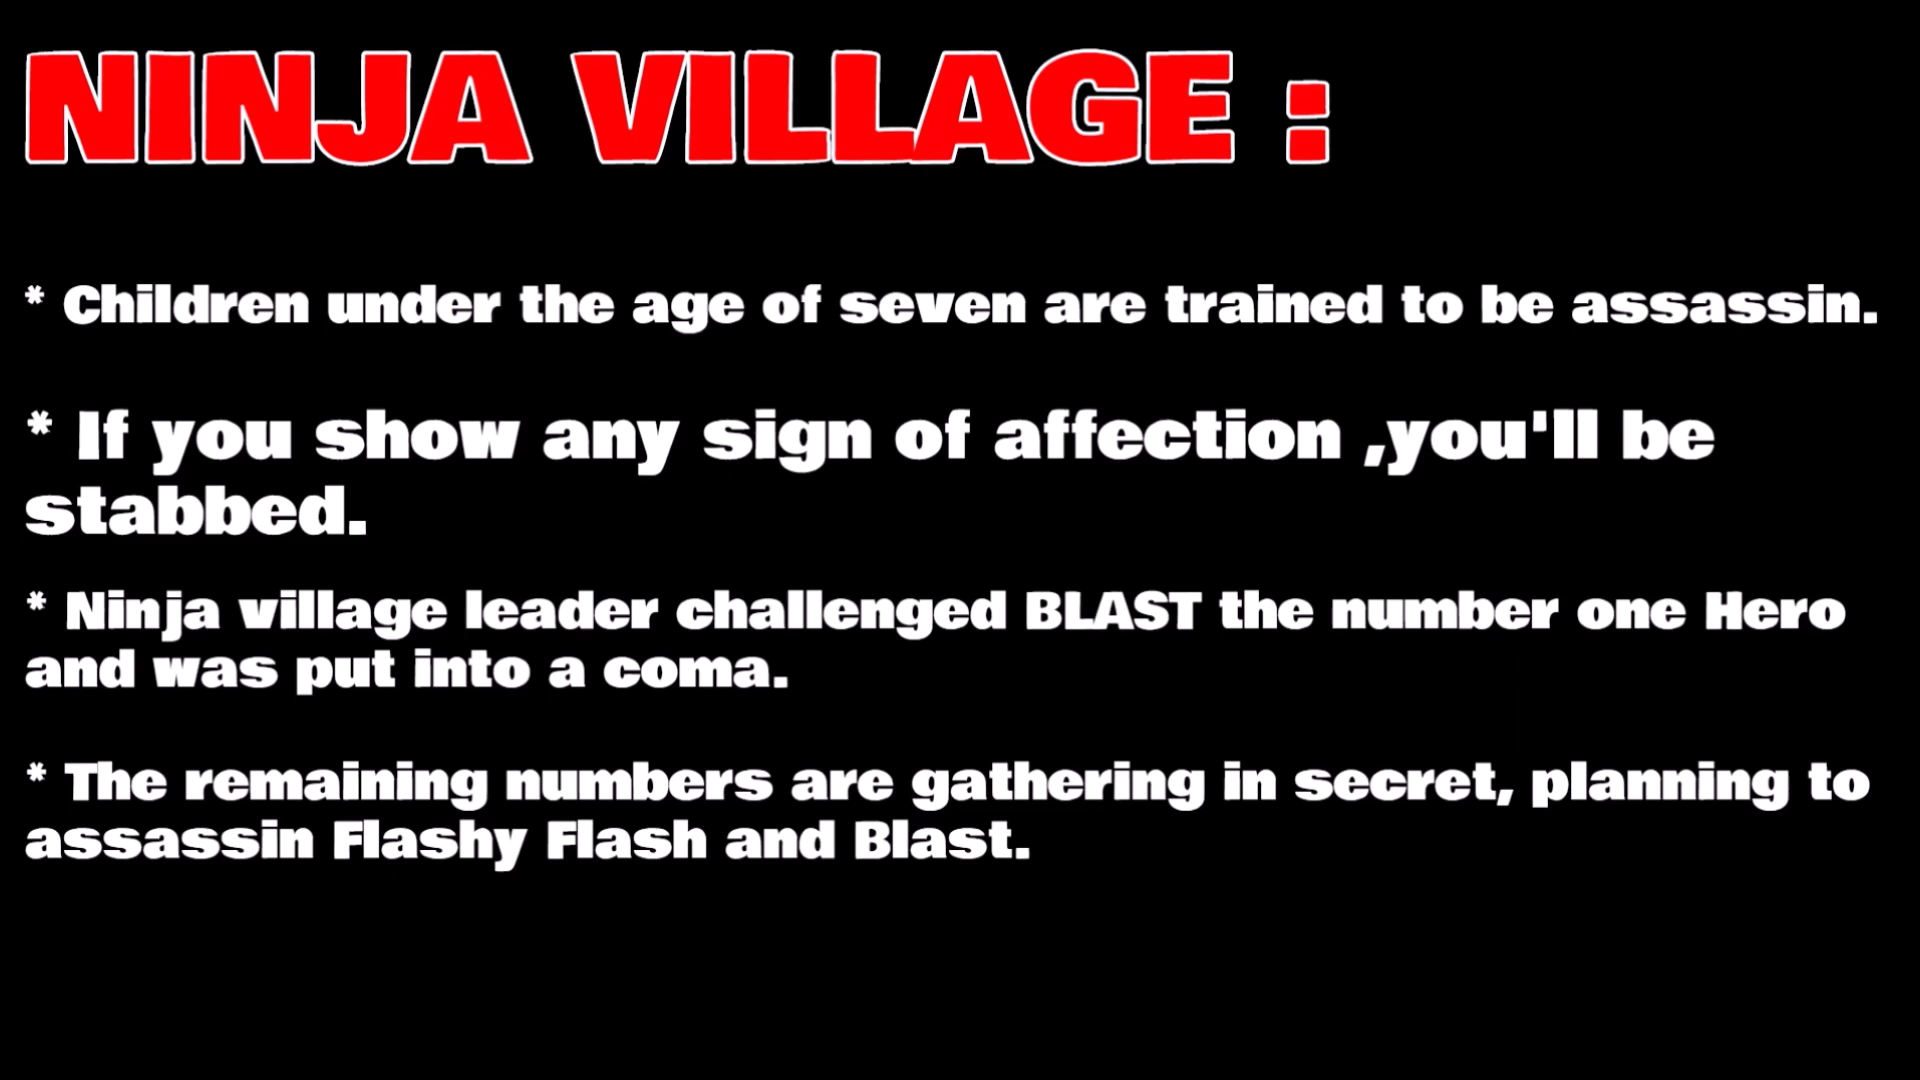 NINJA VILLAGE :
* Children under the age of seven are trained to be assassin.
* If you show any sign of affection ,you'll be
stabbed.
* Ninja village leader challenged BLAST the number one Hero
and was put into a coma.
* The remaining numbers are gathering in secret, planning to
assassin Flashy Flash and Blast.